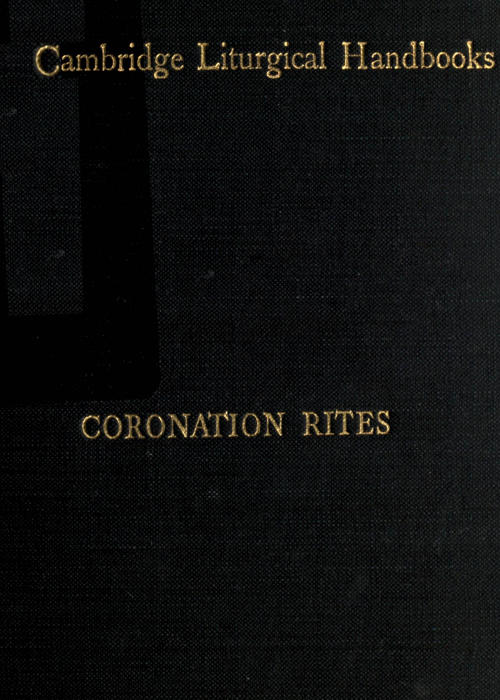 Cambridge Liturgical Handbooks
CORONATION RITES